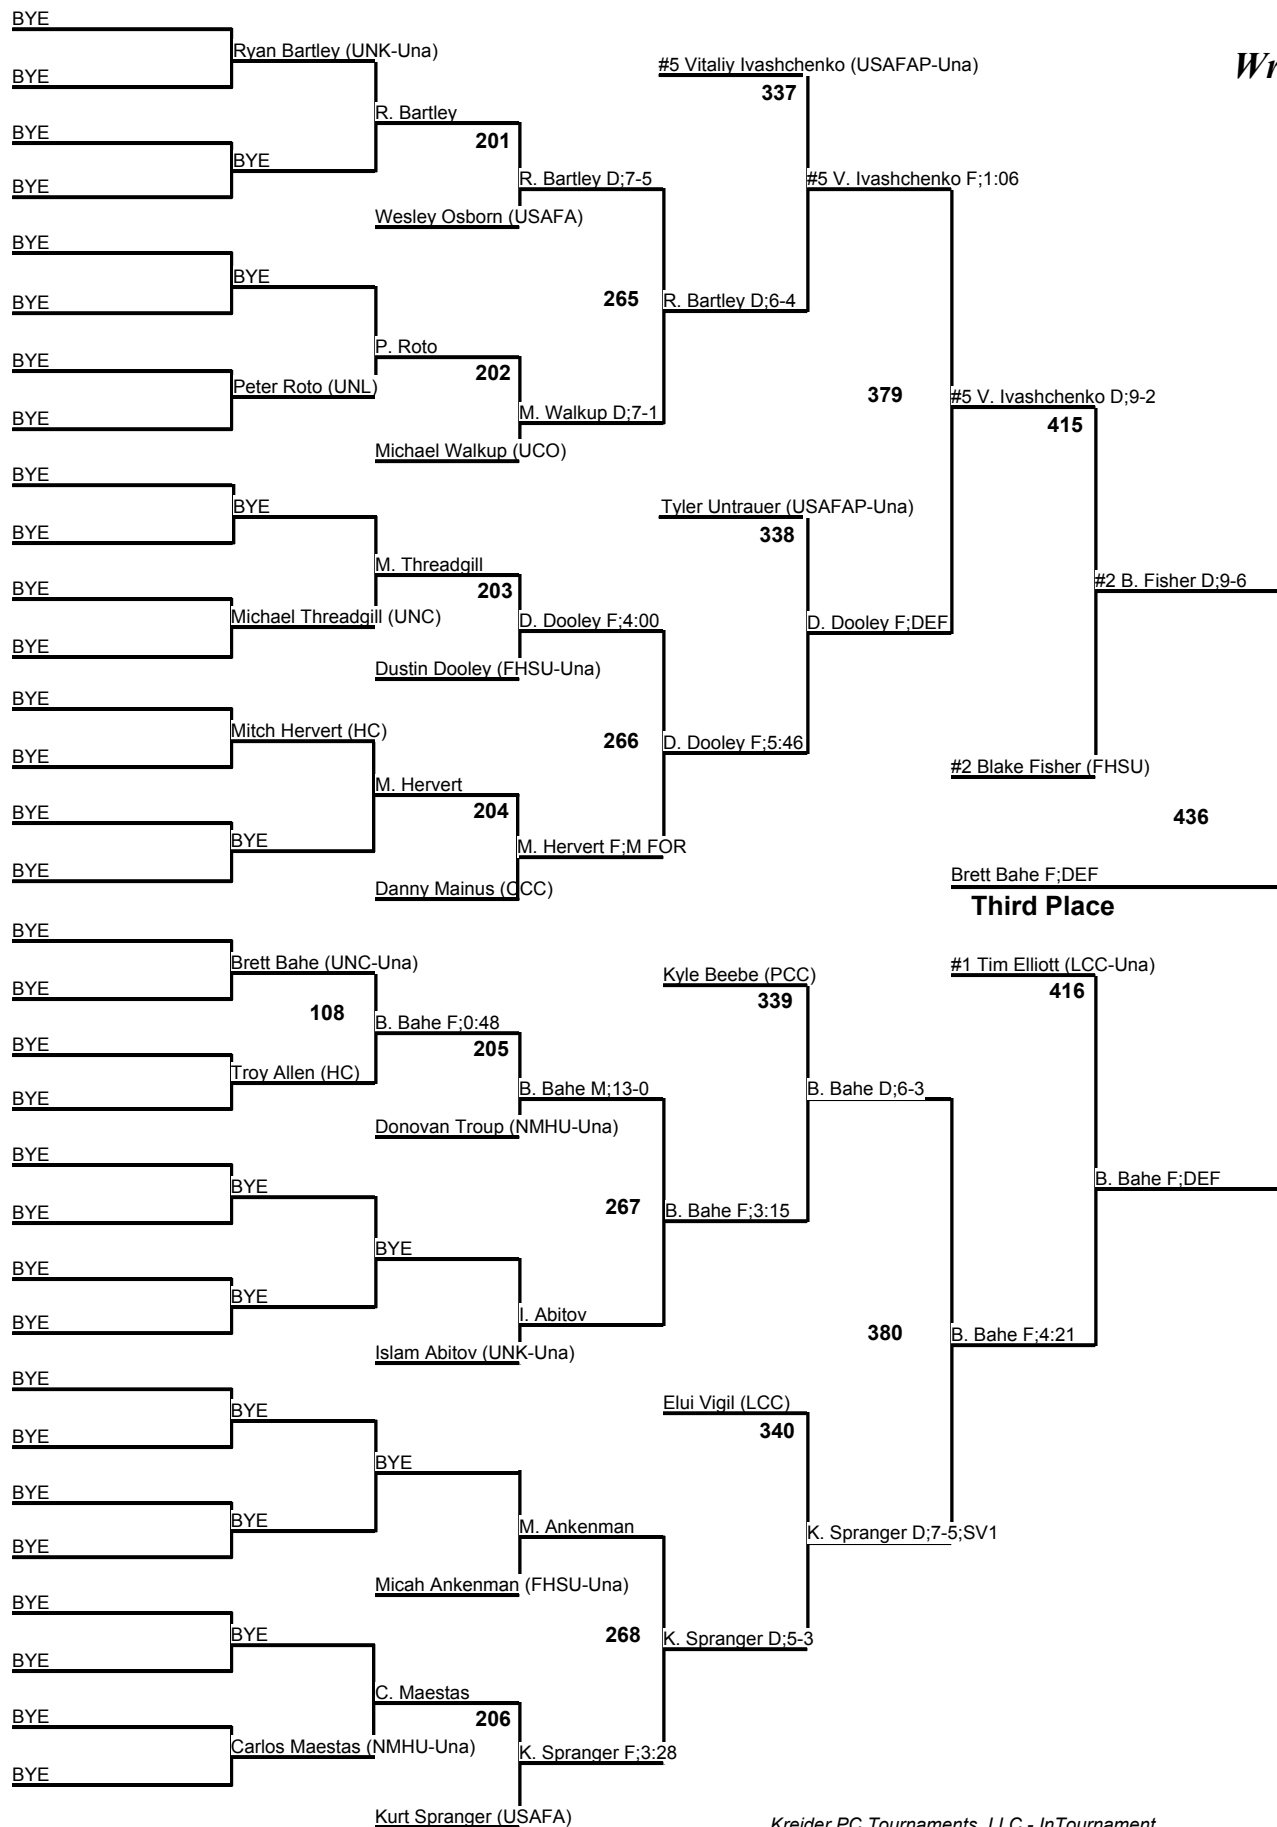 BYE
Ryan Bartley (UNK-Una)
#5 Vitaliy Ivashchenko (USAFAP-Una)
BYE
337
R. Bartley
BYE
201
BYE
BYE
R. Bartley D;7-5
#5 V. Ivashchenko F;1:06
Wesley Osborn (USAFA)
BYE
BYE
BYE
265
R. Bartley D;6-4
P. Roto
BYE
202
Peter Roto (UNL)
379
#5 V. Ivashchenko D;9-2
BYE
M. Walkup D;7-1
415
Michael Walkup (UCO)
BYE
BYE
Tyler Untrauer (USAFAP-Una)
BYE
338
M. Threadgill
BYE
203
#2 B. Fisher D;9-6
Michael Threadgill (UNC)
D. Dooley F;4:00
D. Dooley F;DEF
BYE
Dustin Dooley (FHSU-Una)
BYE
Mitch Hervert (HC)
266
D. Dooley F;5:46
BYE
#2 Blake Fisher (FHSU)
M. Hervert
BYE
204
436
BYE
M. Hervert F;M FOR
BYE
Danny Mainus (CCC)
Brett Bahe F;DEF
Third Place
BYE
Brett Bahe (UNC-Una)
Kyle Beebe (PCC)
#1 Tim Elliott (LCC-Una)
BYE
339
416
108
B. Bahe F;0:48
BYE
205
Troy Allen (HC)
B. Bahe M;13-0
B. Bahe D;6-3
BYE
Donovan Troup (NMHU-Una)
BYE
BYE
B. Bahe F;DEF
BYE
267
B. Bahe F;3:15
BYE
BYE
BYE
I. Abitov
BYE
380
B. Bahe F;4:21
Islam Abitov (UNK-Una)
BYE
BYE
Elui Vigil (LCC)
BYE
340
BYE
BYE
BYE
M. Ankenman
K. Spranger D;7-5;SV1
BYE
Micah Ankenman (FHSU-Una)
BYE
BYE
268
K. Spranger D;5-3
BYE
C. Maestas
BYE
206
Carlos Maestas (NMHU-Una)
K. Spranger F;3:28
BYE
Kurt Spranger (USAFA)
Kreider PC Tournaments, LLC - InTournament